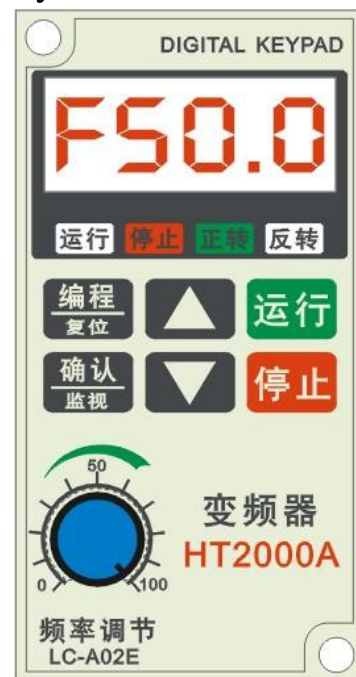 DIGITAL KEYPAD
F50.0
运行 停止 正转 反转
编程 运行
复位
确认 停止
监视
50
0 100
变频器
HT2000A
频率调节
LC-A02E